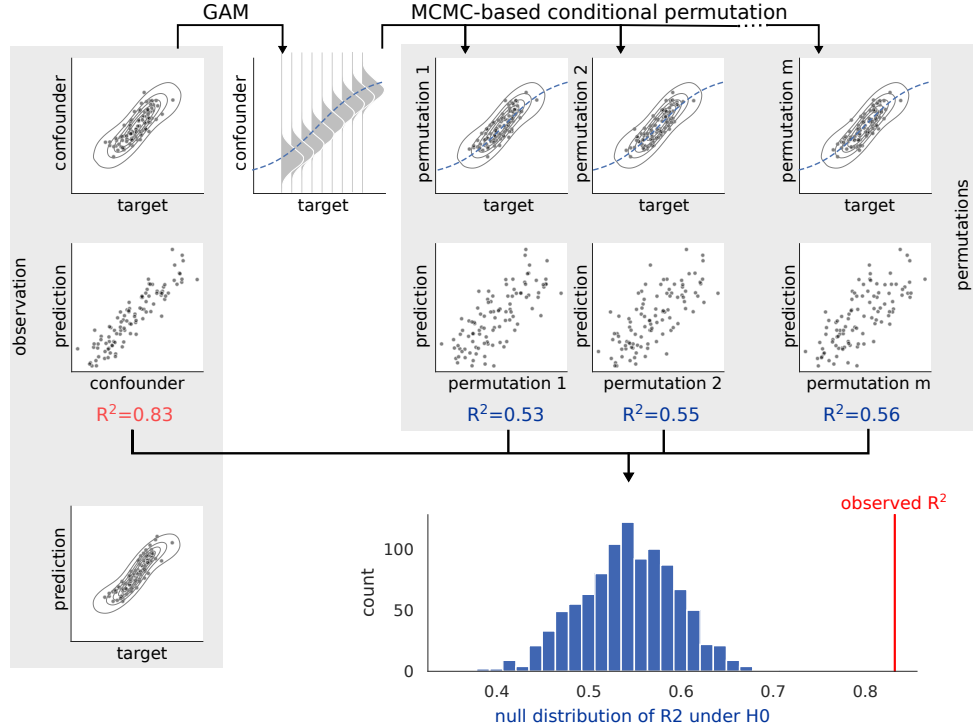 GAM
MCMC-based conditional permutation
observation
confounder
target
confounder
target
permutation 1
target
permutation 2
target
permutation m
target
permutations
prediction
confounder
R²=0.83
prediction
permutation 1
R²=0.53
prediction
permutation 2
R²=0.55
prediction
permutation m
R²=0.56
prediction
target
observed R²
count
100
50
0
0.4 0.5 0.6 0.7 0.8
null distribution of R2 under H0